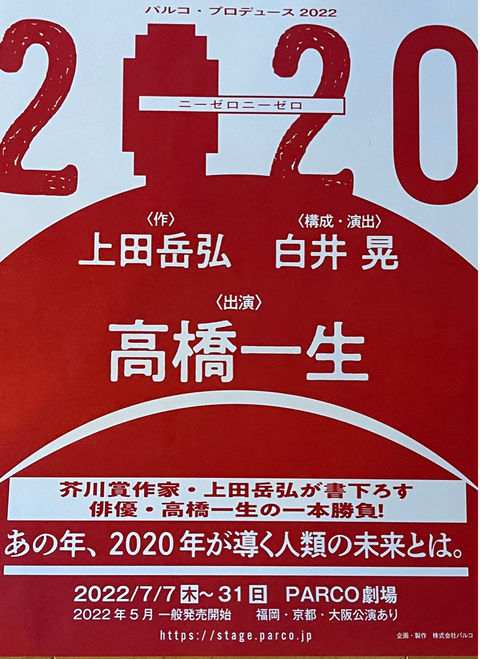 パルコ・プロデュース2022
2020
ニーゼロニーゼロ
〈作〉 〈構成・演出〉
上田岳弘 白井 晃
〈出演〉
高橋一生
芥川賞作家・上田岳弘が書下ろす
俳優・高橋一生の一本勝負!
あの年、2020年が導く人類の未来とは。
2022/7/7木~31日 PARCO劇場
2022年5月 一般発売開始 福岡・京都・大阪公演あり
https://stage.parco.jp 企画・製作 株式会社パルコ